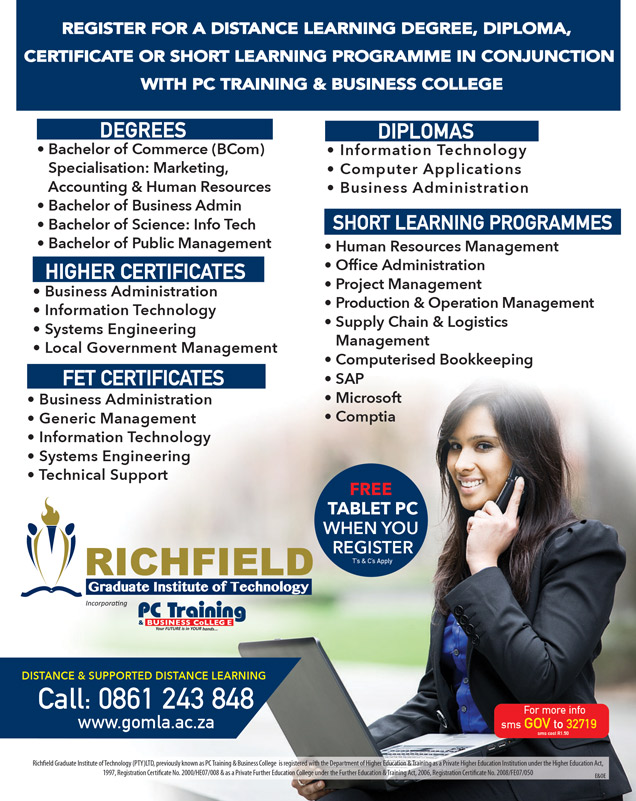 REGISTER FOR A DISTANCE LEARNING DEGREE, DIPLOMA,
CERTIFICATE OR SHORT LEARNING PROGRAMME IN CONJUNCTION
WITH PC TRAINING & BUSINESS COLLEGE
DEGREES
• Bachelor of Commerce (BCom)
Specialisation: Marketing,
Accounting & Human Resources
• Bachelor of Business Admin
• Bachelor of Science: Info Tech
• Bachelor of Public Management
HIGHER CERTIFICATES
• Business Administration
• Information Technology
• Systems Engineering
• Local Government Management
FET CERTIFICATES
• Business Administration
• Generic Management
• Information Technology
• Systems Engineering
• Technical Support
DIPLOMAS
• Information Technology
• Computer Applications
• Business Administration
SHORT LEARNING PROGRAMMES
• Human Resources Management
• Office Administration
• Project Management
• Production & Operation Management
• Supply Chain & Logistics
Management
• Computerised Bookkeeping
• SAP
• Microsoft
• Comptia
FREE
TABLET PC
WHEN YOU
REGISTER
T's & C's Apply
RICHFIELD
Graduate Institute of Technology
Incorporating
PC Training
& BUSINESS COLLEGE
Your FUTURE is in YOUR hands...
DISTANCE & SUPPORTED DISTANCE LEARNING
Call: 0861 243 848
www.gomla.ac.za
For more info
sms GOV to 32719
sms cost R1.50
Richfield Graduate Institute of Technology (PTY)LTD, previously known as PC Training & Business College is registered with the Department of Higher Education & Training as a Private Higher Education Institution under the Higher Education Act,
1997, Registration Certificate No. 2000/HE07/008 & as a Private Further Education College under the Further Education & Training Act, 2006, Registration Certificate No. 2008/FE07/050
E&OE